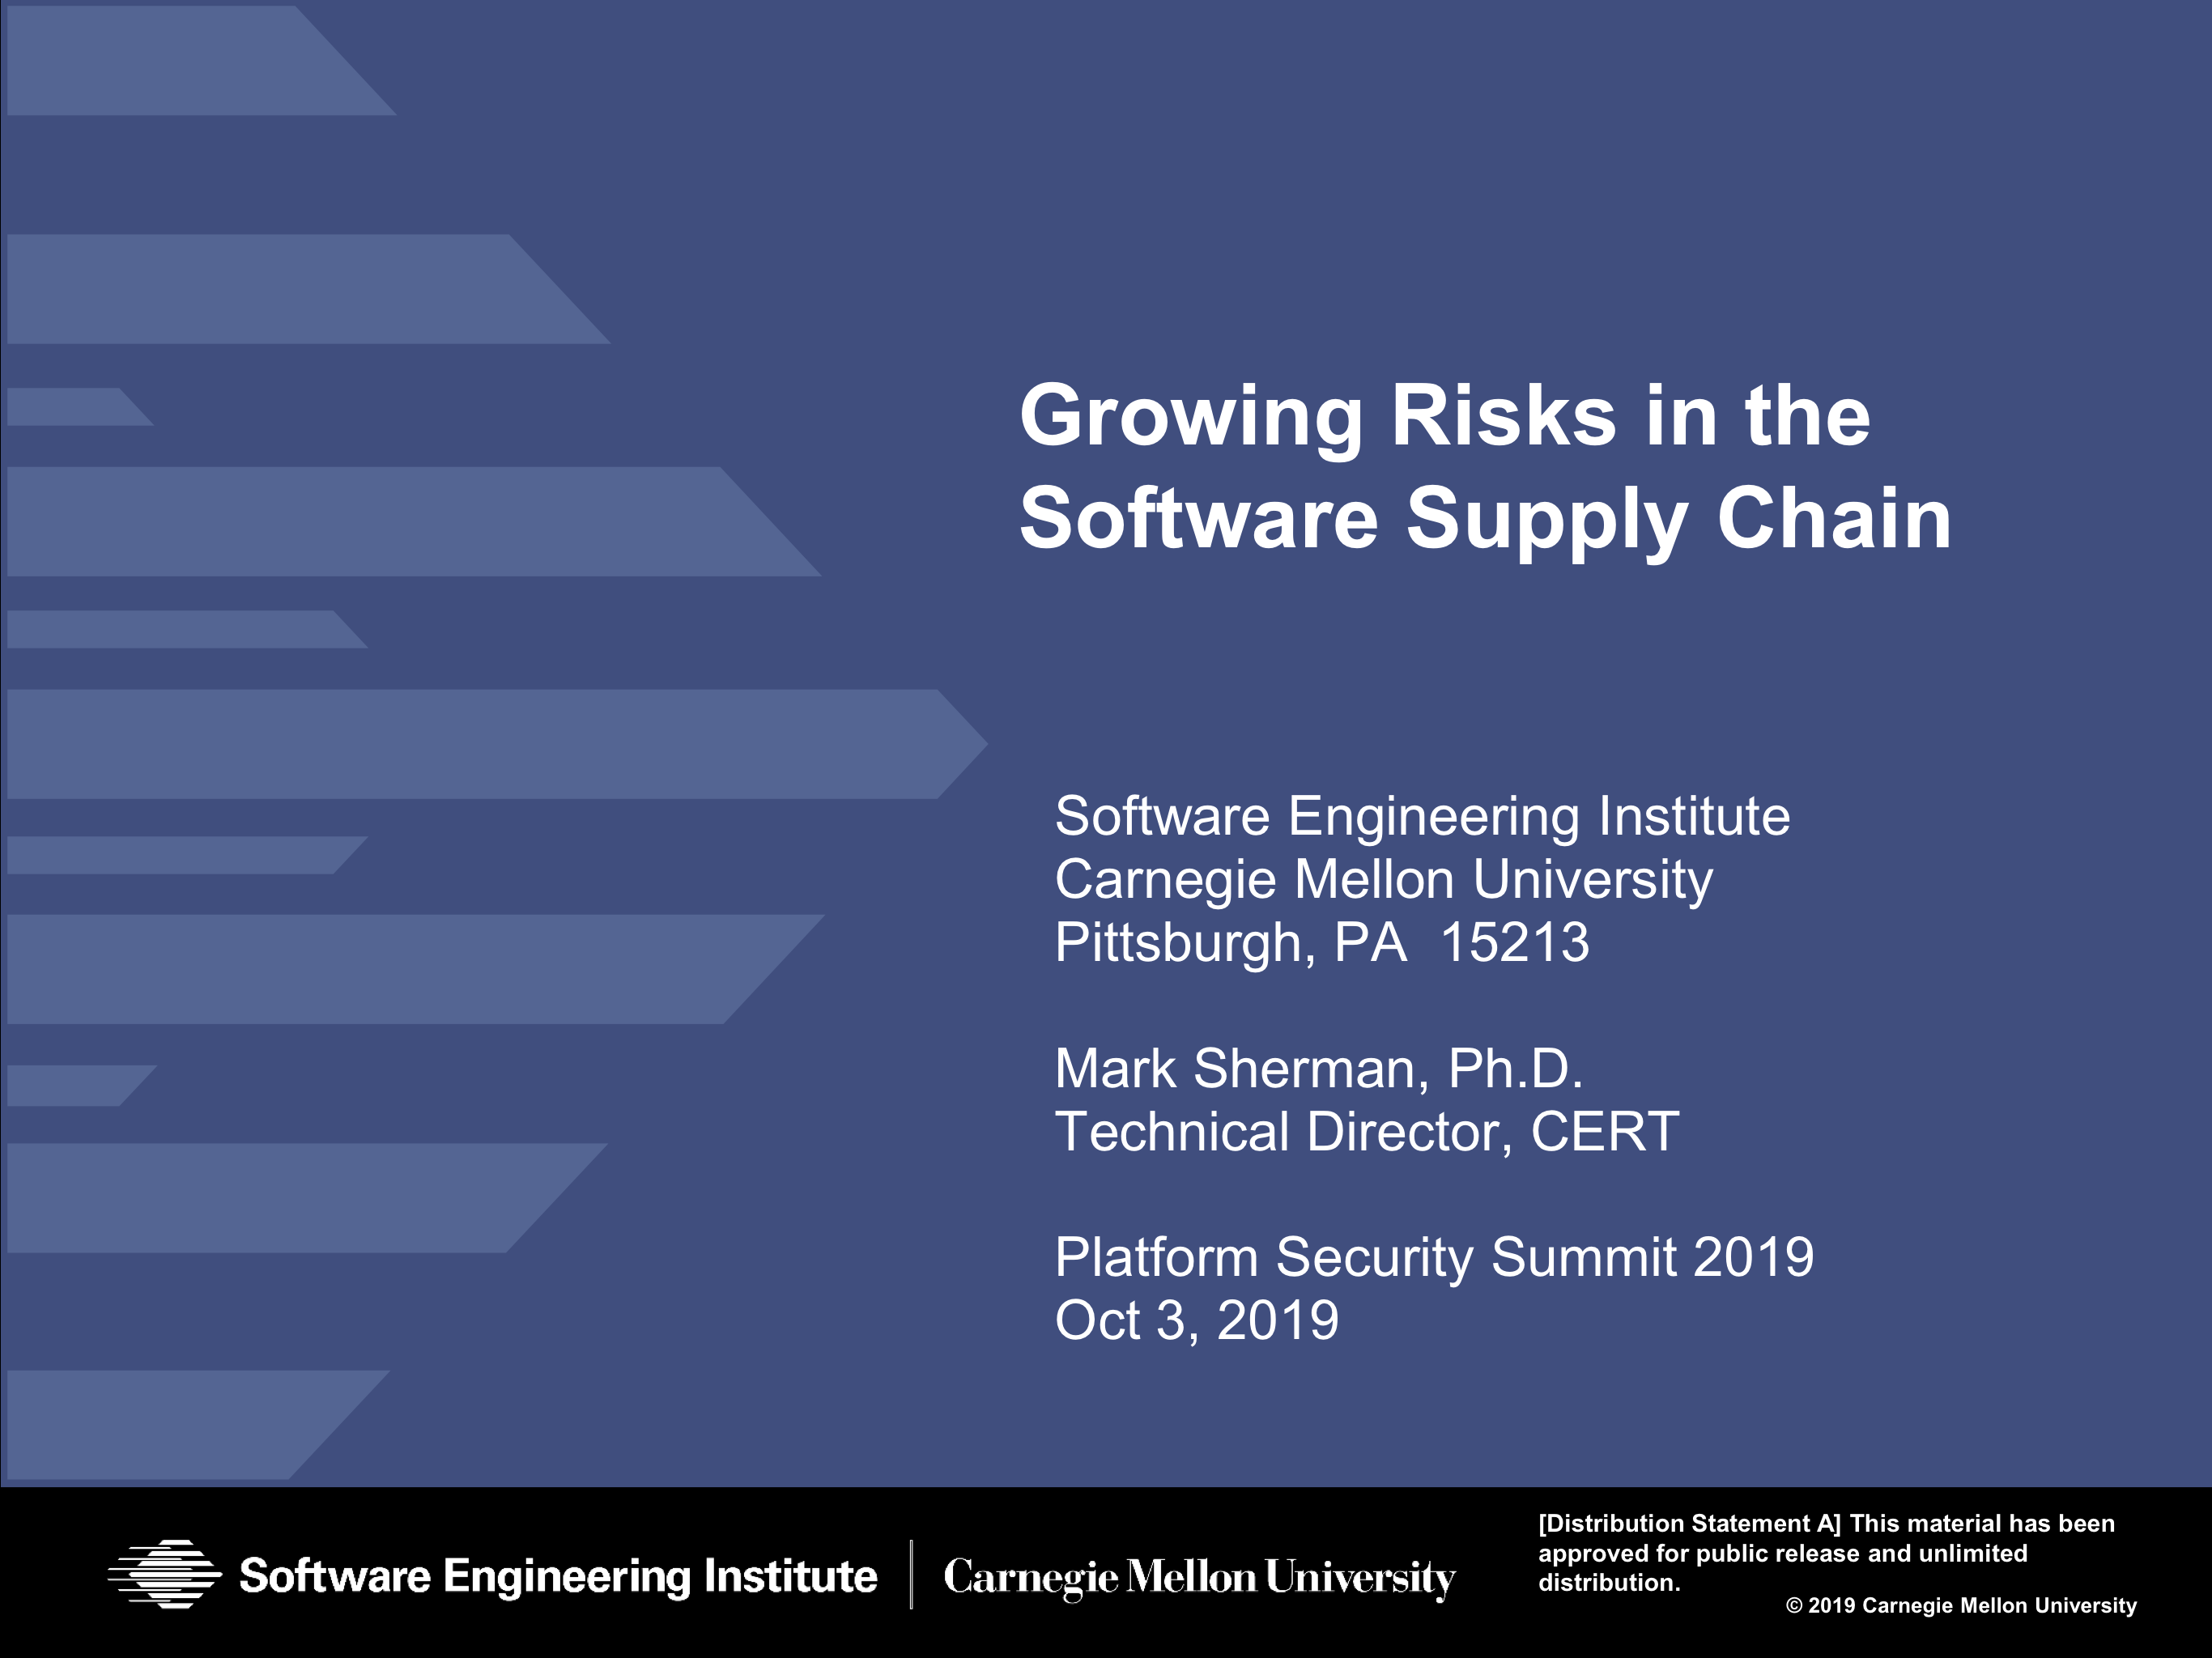 Growing Risks in the
Software Supply Chain
Software Engineering Institute
Carnegie Mellon University
Pittsburgh, PA  15213
Mark Sherman, Ph.D.
Technical Director, CERT
Platform Security Summit 2019
Oct 3, 2019
Software Engineering Institute
Carnegie Mellon University
[Distribution Statement A] This material has been
approved for public release and unlimited
distribution.
© 2019 Carnegie Mellon University